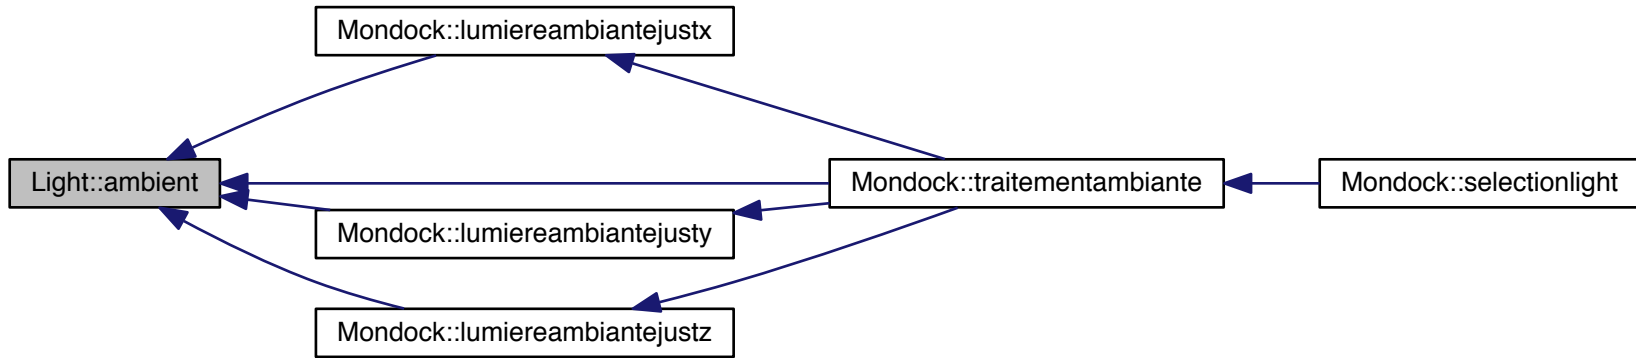 Mondock::lumiereambiantejustx
Light::ambient
Mondock::traitementambiante
Mondock::selectionlight
Mondock::lumiereambiantejusty
Mondock::lumiereambiantejustz